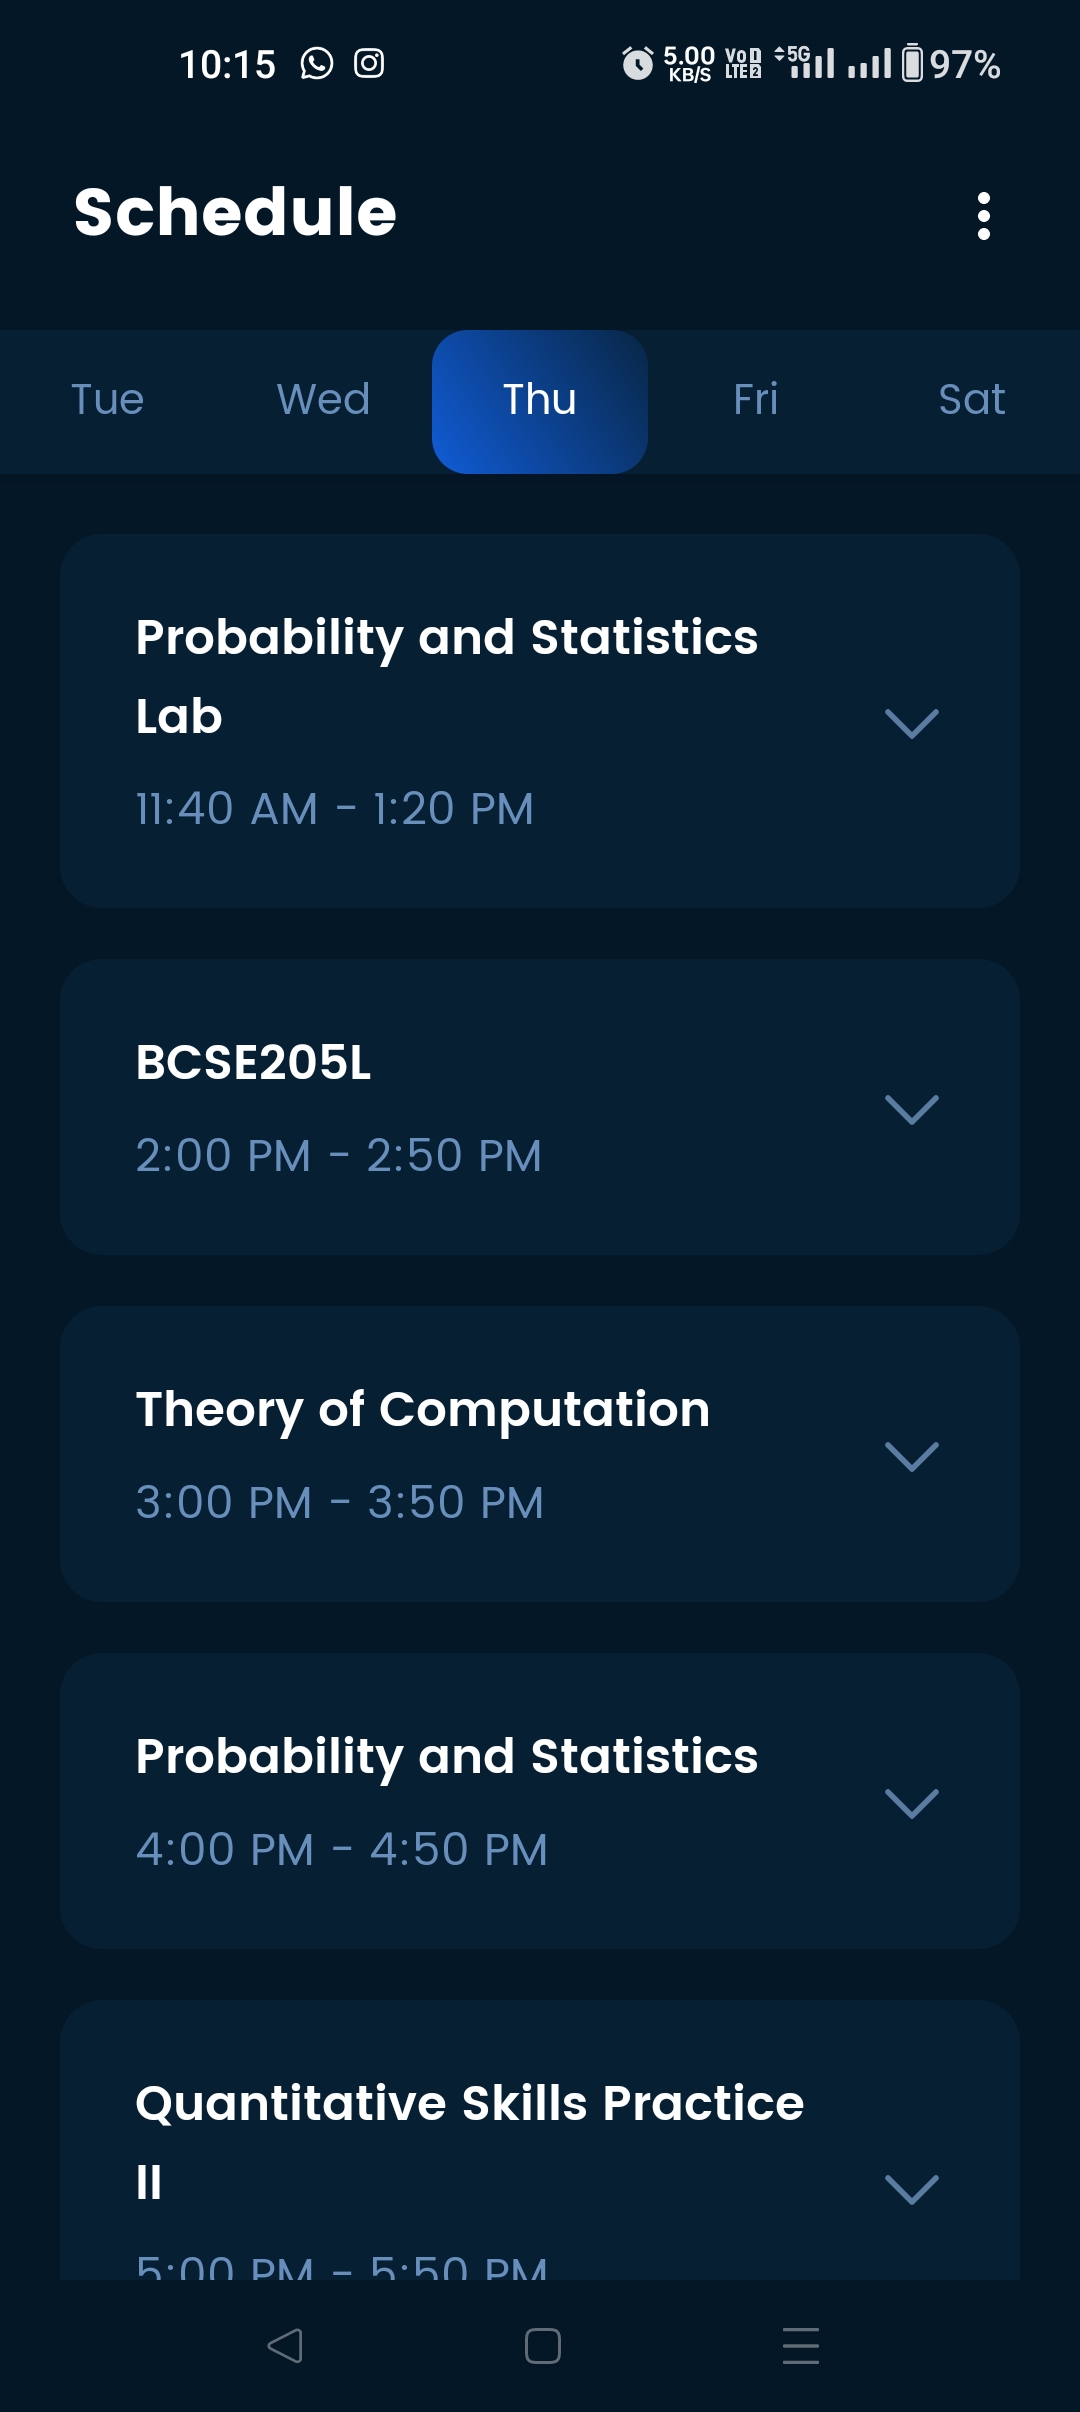 10:15 5.00 KB/S VoLTE 1 2 5G 97%
Schedule
Tue Wed Thu Fri Sat
Probability and Statistics
Lab
11:40 AM - 1:20 PM
BCSE205L
2:00 PM - 2:50 PM
Theory of Computation
3:00 PM - 3:50 PM
Probability and Statistics
4:00 PM - 4:50 PM
Quantitative Skills Practice
II
5:00 PM - 5:50 PM